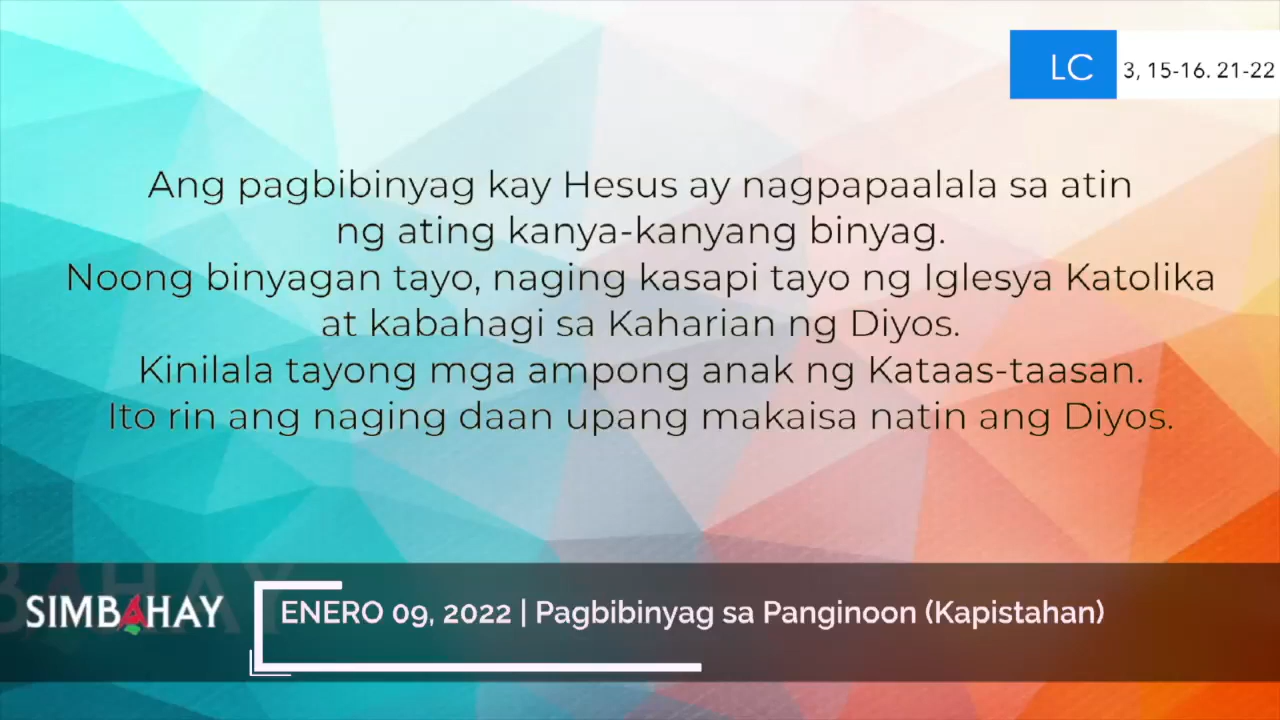 LC 3, 15-16. 21-22
Ang pagbibinyag kay Hesus ay nagpapaalala sa atin
ng ating kanya-kanyang binyag.
Noong binyagan tayo, naging kasapi tayo ng Iglesya Katolika
at kabahagi sa Kaharian ng Diyos.
Kinilala tayong mga ampong anak ng Kataas-taasan.
Ito rin ang naging daan upang makaisa natin ang Diyos.
SIMBAHAY
ENERO 09, 2022 | Pagbibinyag sa Panginoon (Kapistahan)